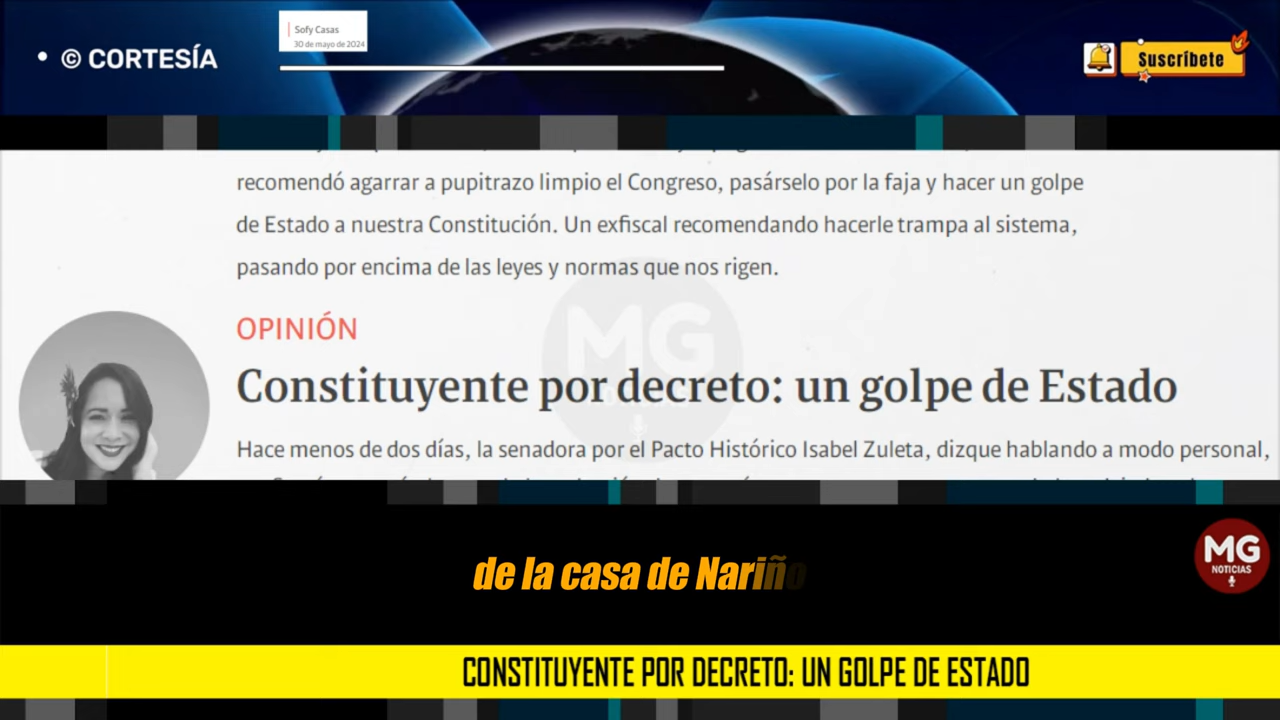 • © CORTESÍA
Sofy Casas
30 de mayo de 2024
Suscríbete
recomendó agarrar a pupitrazo limpio el Congreso, pasárselo por la faja y hacer un golpe
de Estado a nuestra Constitución. Un exfiscal recomendando hacerle trampa al sistema,
pasando por encima de las leyes y normas que nos rigen.
MG
OPINIÓN
Constituyente por decreto: un golpe de Estado
Hace menos de dos días, la senadora por el Pacto Histórico Isabel Zuleta, dizque hablando a modo personal,
de la casa de Nariño
MG
NOTICIAS
CONSTITUYENTE POR DECRETO: UN GOLPE DE ESTADO